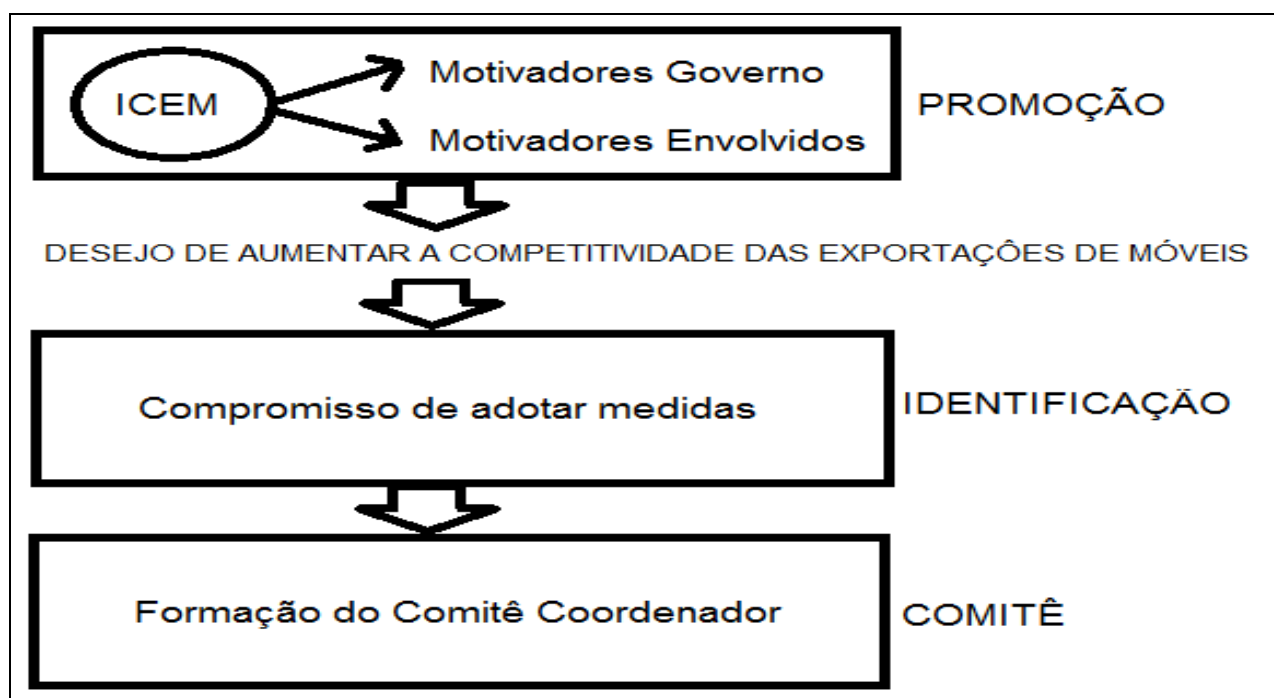 ICEM
Motivadores Governo
Motivadores Envolvidos
PROMOÇÃO
DESEJO DE AUMENTAR A COMPETITIVIDADE DAS EXPORTAÇÔES DE MÓVEIS
Compromisso de adotar medidas
IDENTIFICAÇÃO
Formação do Comitê Coordenador
COMITÊ